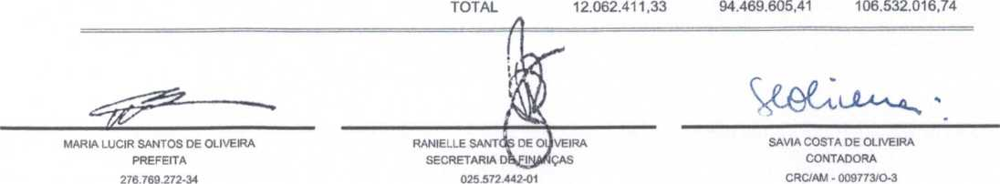 TOTAL 12.062.411,33 94.469.605,41 106.532.016,74
MARIA LUCIR SANTOS DE OLIVEIRA
PREFEITA
276.769.272-34
RANIELLE SANTOS DE OLIVEIRA
SECRETARIA DE FINANÇAS
025.572.442-01
SAVIA COSTA DE OLIVEIRA
CONTADORA
CRC/AM - 009773/O-3